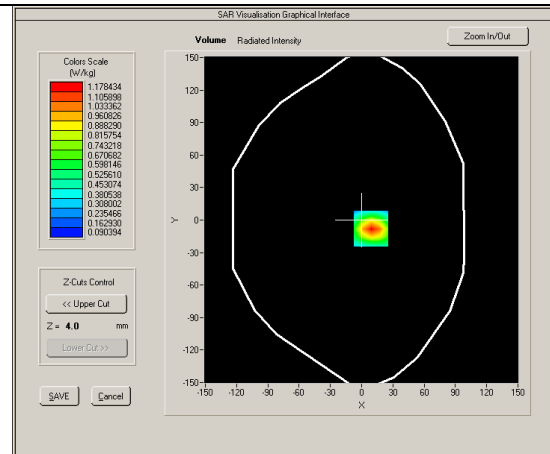 SAR Visualisation Graphical Interface
Volume Radiated Intensity
Zoom In/Out
Colors Scale
(W/kg)
1.178434
1.105898
1.033362
0.960826
0.888290
0.815754
0.743218
0.670682
0.598146
0.525610
0.453074
0.380538
0.308002
0.235466
0.162930
0.090394
Z-Cuts Control
<< Upper Cut
Z = 4.0 mm
Lower Cut >>
SAVE Cancel
150
120
90
60
30
0
-30
-60
-90
-120
-150
Y
-150 -120 -90 -60 -30 0 30 60 90 120 150
X